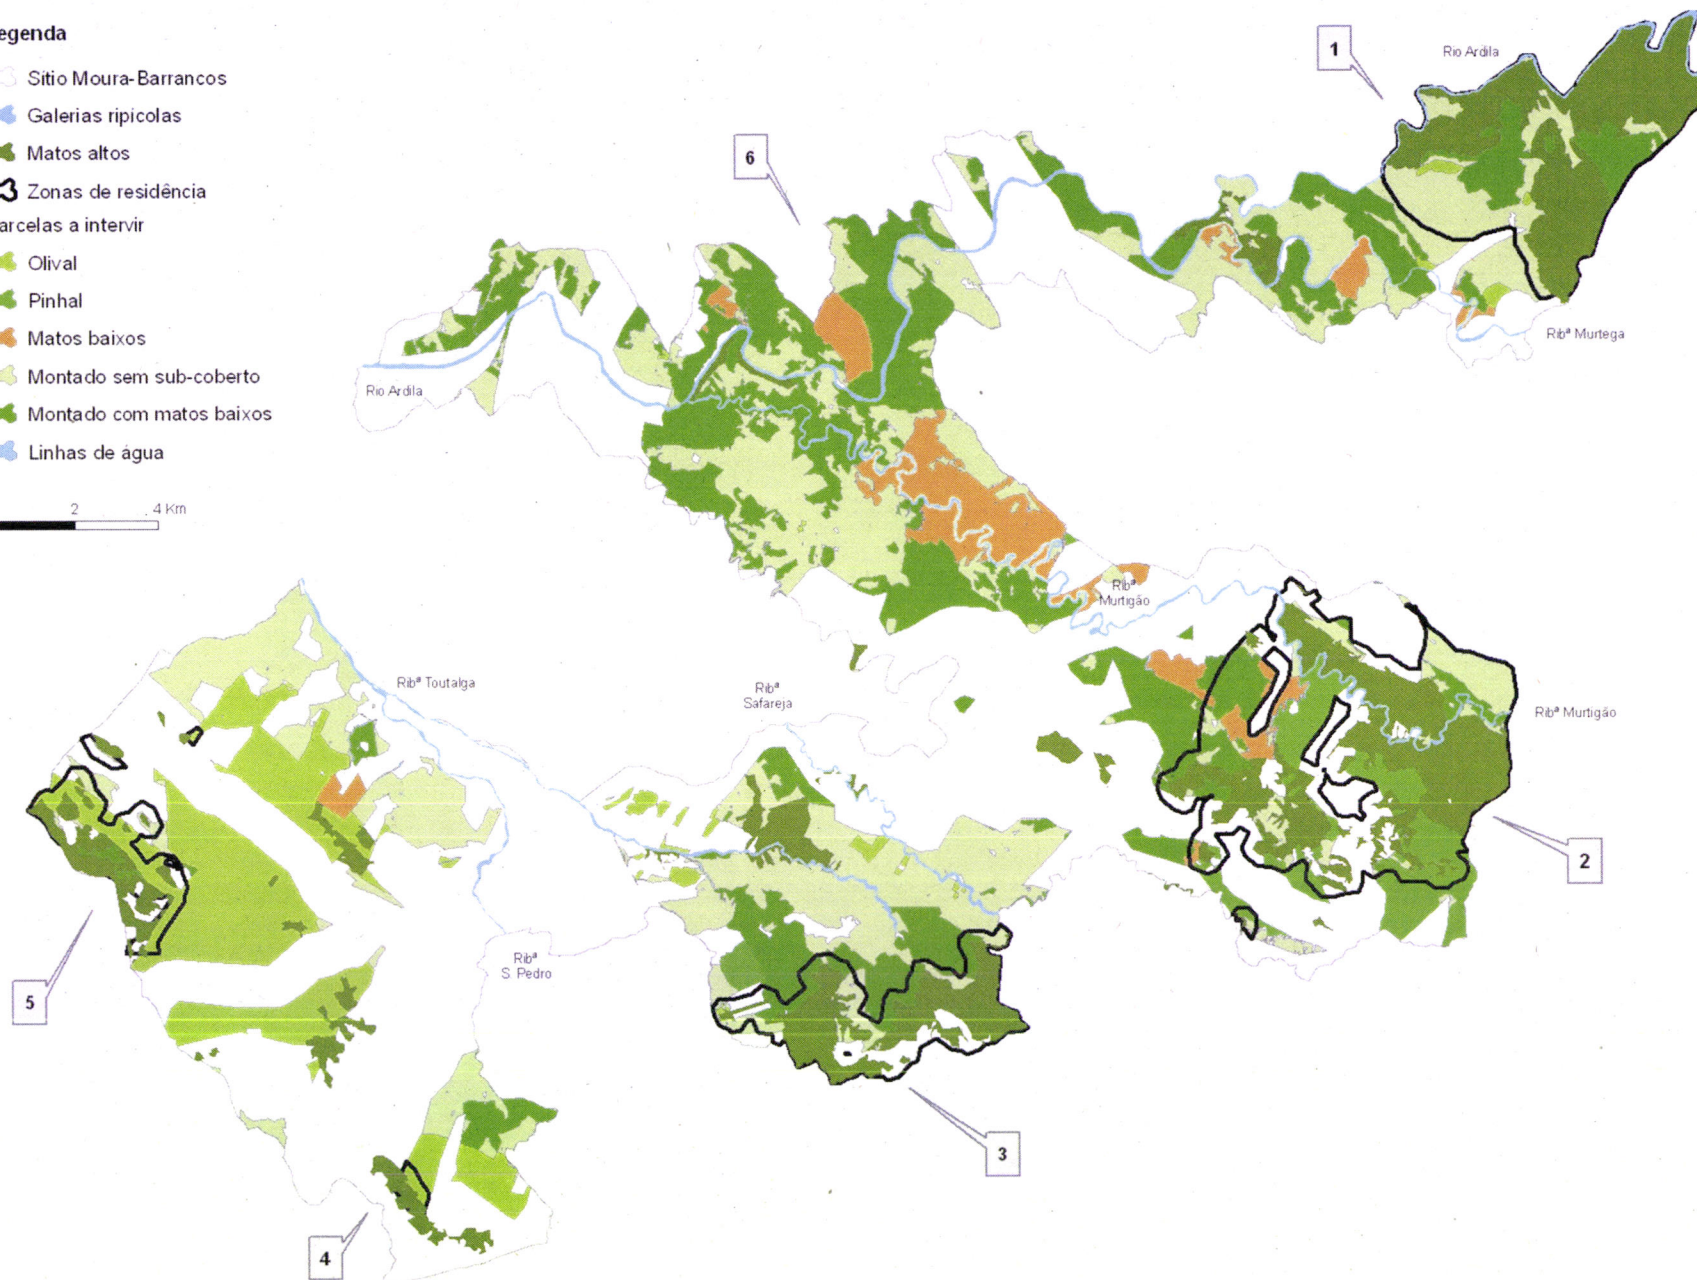 egenda
Sítio Moura-Barrancos
Galerias ripícolas
Matos altos
Zonas de residência
arcelas a intervir
Olival
Pinhal
Matos baixos
Montado sem sub-coberto
Montado com matos baixos
Linhas de água
2 4 Km
1
Rio Ardila
6
Ribª Murtega
Rio Ardila
Ribª
Murtigão
Ribª Toutalga
Ribª
Safareja
Ribª Murtigão
2
Ribª
S. Pedro
5
3
4